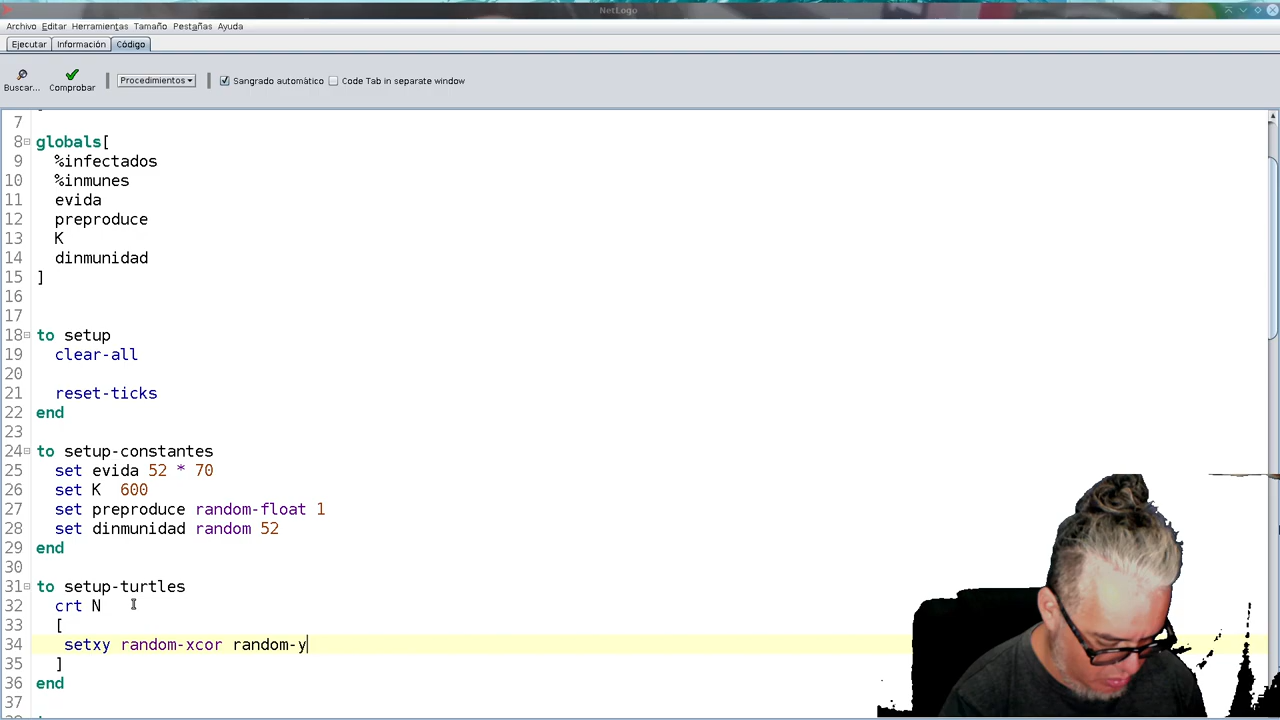 NetLogo
Archivo Editar Herramientas Tamaño Pestañas Ayuda
Ejecutar Información Código
Buscar... Comprobar Procedimientos Sangrado automático Code Tab in separate window
7
8 globals[
9 %infectados
10 %inmunes
11 evida
12 preproduce
13 K
14 dinmunidad
15 ]
16
17
18 to setup
19 clear-all
20
21 reset-ticks
22 end
23
24 to setup-constantes
25 set evida 52 * 70
26 set K 600
27 set preproduce random-float 1
28 set dinmunidad random 52
29 end
30
31 to setup-turtles
32 crt N
33 [
34 setxy random-xcor random-y
35 ]
36 end
37